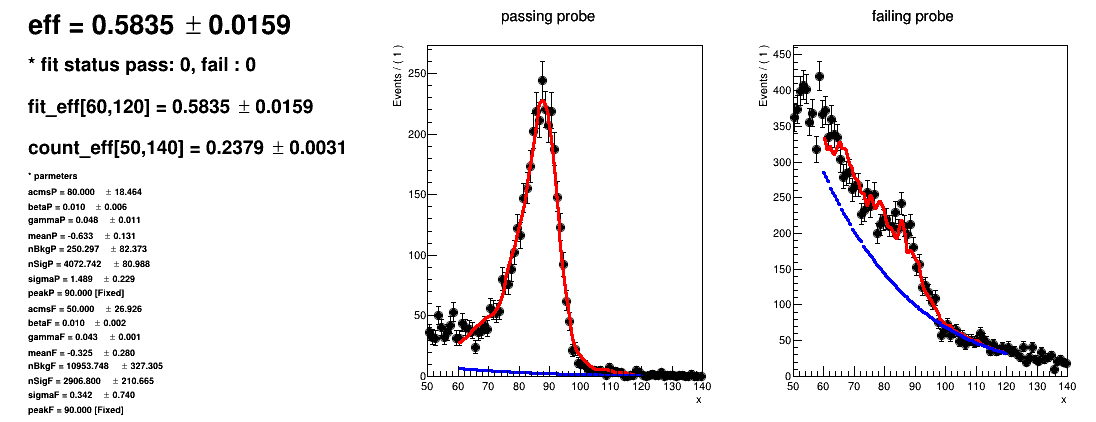 eff = 0.5835 ± 0.0159
* fit status pass: 0, fail : 0
fit_eff[60,120] = 0.5835 ± 0.0159
count_eff[50,140] = 0.2379 ± 0.0031
* parmeters
acmsP = 80.000 ± 18.464
betaP = 0.010 ± 0.006
gammaP = 0.048 ± 0.011
meanP = -0.633 ± 0.131
nBkgP = 250.297 ± 82.373
nSigP = 4072.742 ± 80.988
sigmaP = 1.489 ± 0.229
peakP = 90.000 [Fixed]
acmsF = 50.000 ± 26.926
betaF = 0.010 ± 0.002
gammaF = 0.043 ± 0.001
meanF = -0.325 ± 0.280
nBkgF = 10953.748 ± 327.305
nSigF = 2906.800 ± 210.665
sigmaF = 0.342 ± 0.740
peakF = 90.000 [Fixed]
passing probe
Events / ( 1 )
250
200
150
100
50
0
50 60 70 80 90 100 110 120 130 140
x
failing probe
Events / ( 1 )
450
400
350
300
250
200
150
100
50
0
50 60 70 80 90 100 110 120 130 140
x